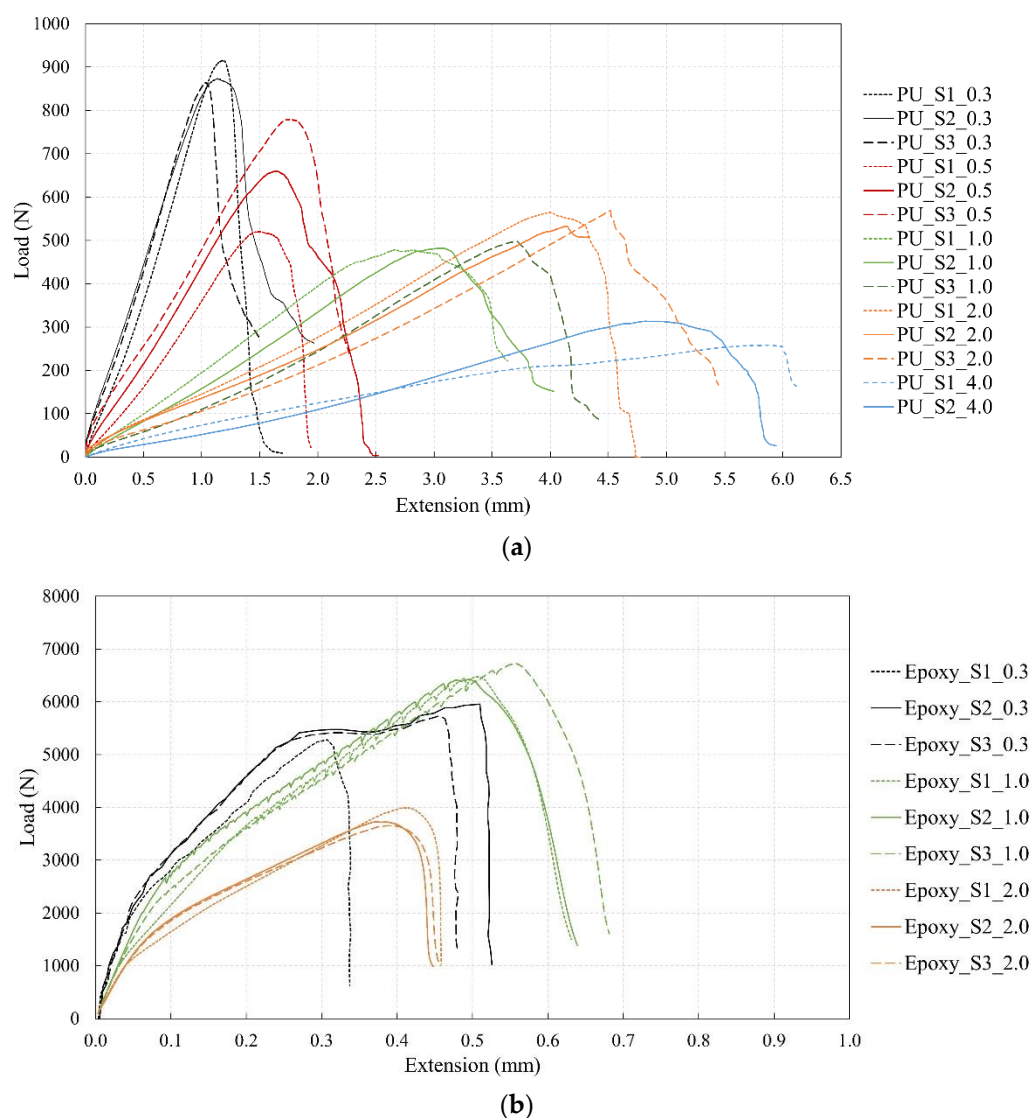 1000
900
800
700
600
500
400
300
200
100
0
Load (N)
0.0 0.5 1.0 1.5 2.0 2.5 3.0 3.5 4.0 4.5 5.0 5.5 6.0 6.5
Extension (mm)
PU_S1_0.3
PU_S2_0.3
PU_S3_0.3
PU_S1_0.5
PU_S2_0.5
PU_S3_0.5
PU_S1_1.0
PU_S2_1.0
PU_S3_1.0
PU_S1_2.0
PU_S2_2.0
PU_S3_2.0
PU_S1_4.0
PU_S2_4.0
(a)
8000
7000
6000
5000
4000
3000
2000
1000
0
Load (N)
0.0 0.1 0.2 0.3 0.4 0.5 0.6 0.7 0.8 0.9 1.0
Extension (mm)
Epoxy_S1_0.3
Epoxy_S2_0.3
Epoxy_S3_0.3
Epoxy_S1_1.0
Epoxy_S2_1.0
Epoxy_S3_1.0
Epoxy_S1_2.0
Epoxy_S2_2.0
Epoxy_S3_2.0
(b)